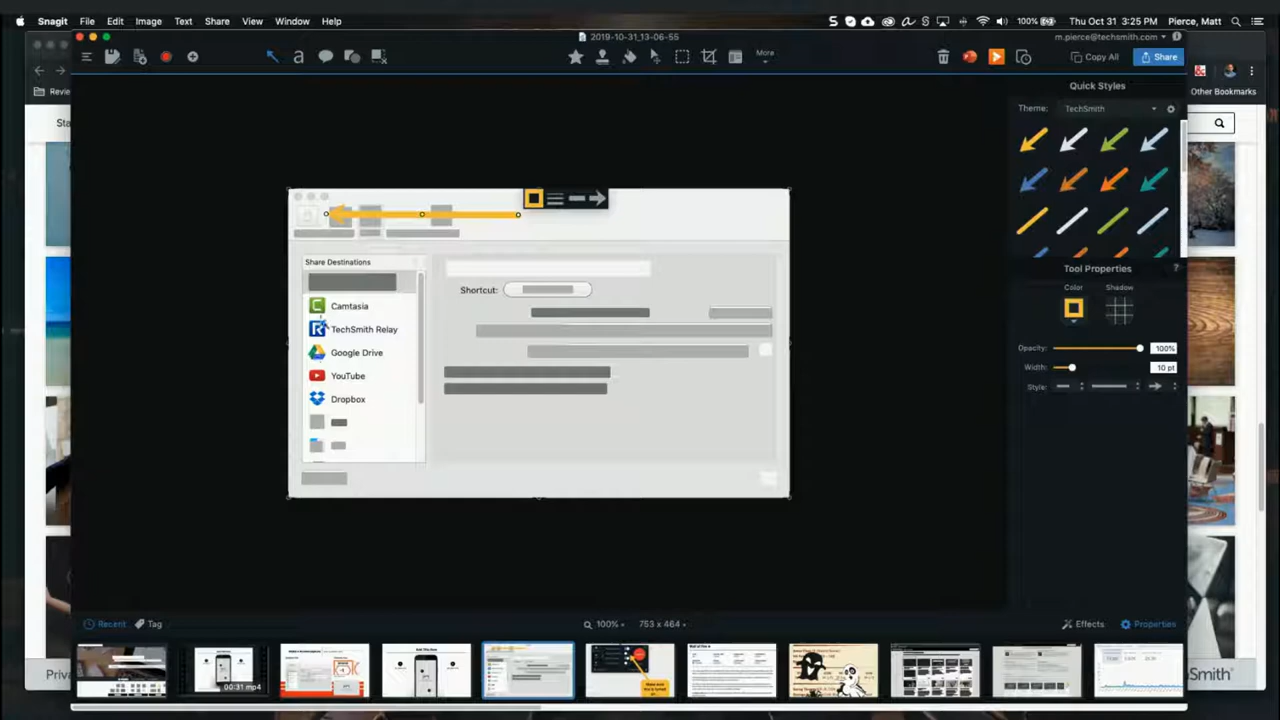 Snagit File Edit Image Text Share View Window Help
100% Thu Oct 31 3:25 PM Pierce, Matt
2019-10-31_13-06-55
m.pierce@techsmith.com
More
Copy All
Share
Revie
Other Bookmarks
Sta
Quick Styles
Theme: TechSmith
Share Destinations
Camtasia
TechSmith Relay
Google Drive
YouTube
Dropbox
Shortcut:
Tool Properties ?
Color Shadow
Opacity: 100%
Width: 10 pt
Style:
Recent Tag
100% 753 x 464
Effects Properties
00:31 mp4
Priva
Smith